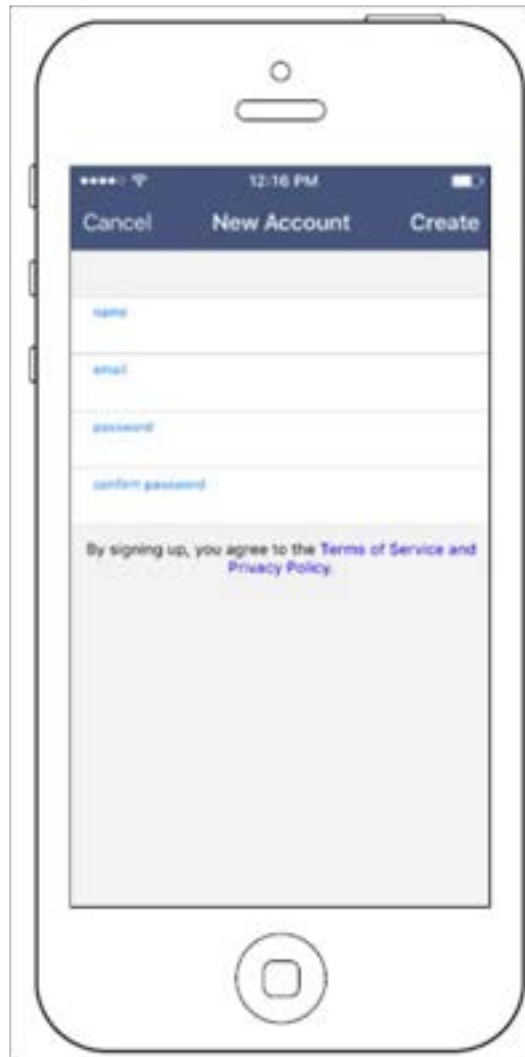 12:16 PM
Cancel New Account Create
name
email
password
confirm password
By signing up, you agree to the Terms of Service and
Privacy Policy.